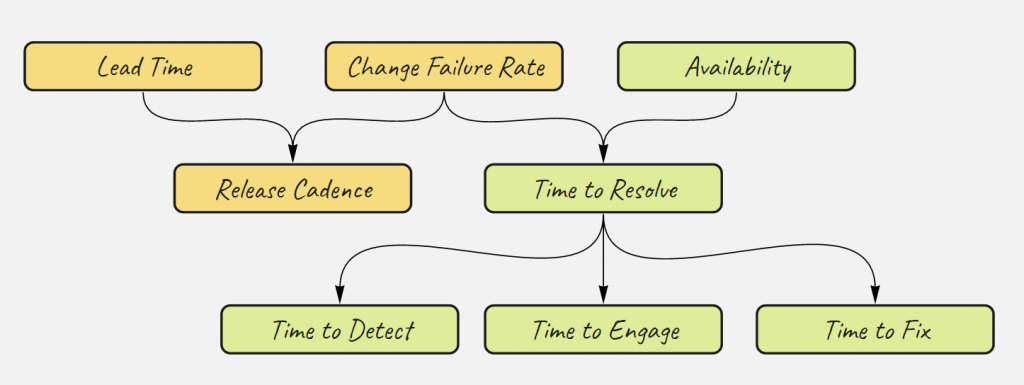 Lead Time
Change Failure Rate
Availability
Release Cadence
Time to Resolve
Time to Detect
Time to Engage
Time to Fix